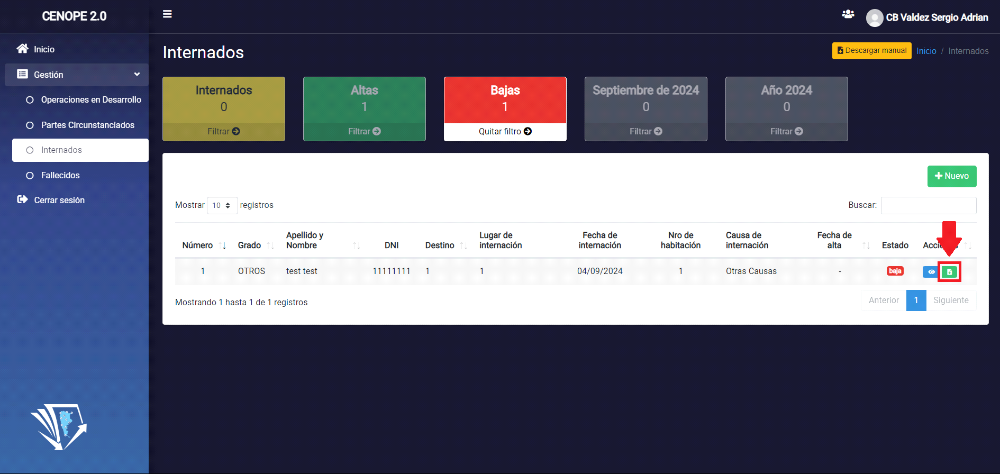 CENOPE 2.0
CB Valdez Sergio Adrian
Inicio
Gestión
Operaciones en Desarrollo
Partes Circunstanciados
Internados
Fallecidos
Cerrar sesión
Internados
Descargar manual
Inicio / Internados
Internados
0
Filtrar
Altas
1
Filtrar
Bajas
1
Quitar filtro
Septiembre de 2024
0
Filtrar
Año 2024
0
Filtrar
Nuevo
Mostrar 10 registros
Buscar:
Número Grado Apellido y Nombre DNI Destino Lugar de internación Fecha de internación Nro de habitación Causa de internación Fecha de alta Estado
1 OTROS test test 11111111 1 1 04/09/2024 1 Otras Causas - baja
Mostrando 1 hasta 1 de 1 registros
Anterior 1 Siguiente